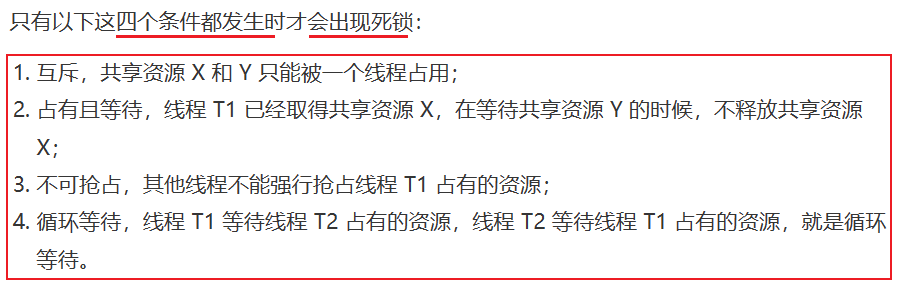 只有以下这四个条件都发生时才会出现死锁：
1. 互斥，共享资源 X 和 Y 只能被一个线程占用；
2. 占有且等待，线程 T1 已经取得共享资源 X，在等待共享资源 Y 的时候，不释放共享资源
X；
3. 不可抢占，其他线程不能强行抢占线程 T1 占有的资源；
4. 循环等待，线程 T1 等待线程 T2 占有的资源，线程 T2 等待线程 T1 占有的资源，就是循环
等待。